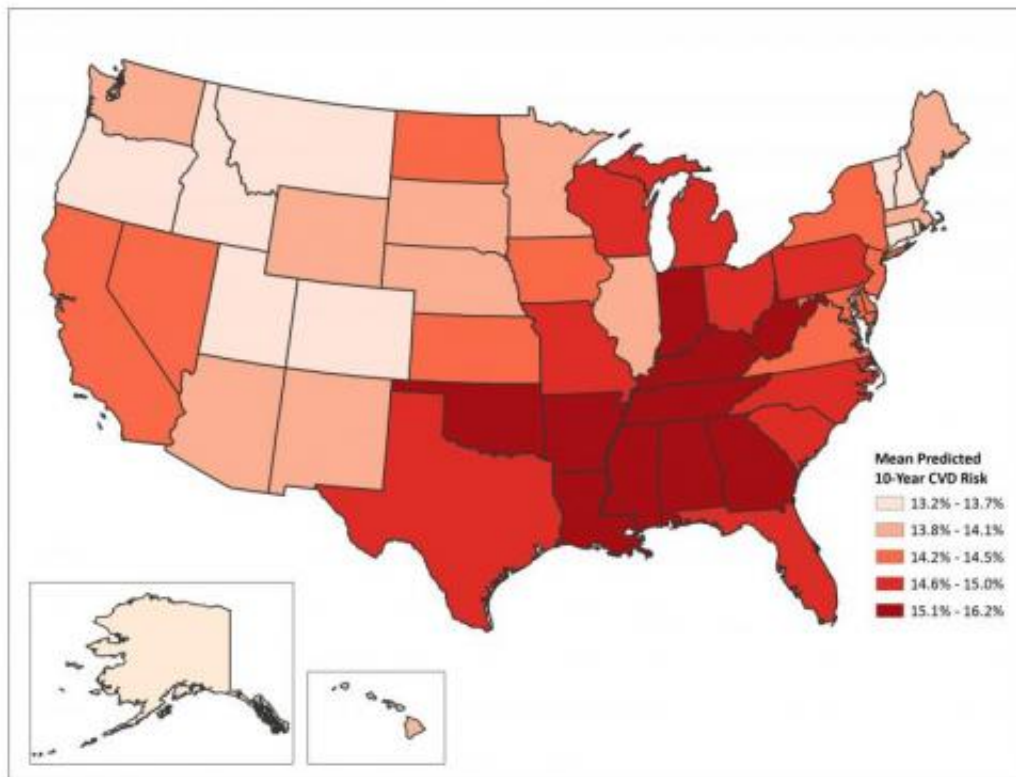 Mean Predicted
10-Year CVD Risk
13.2% - 13.7%
13.8% - 14.1%
14.2% - 14.5%
14.6% - 15.0%
15.1% - 16.2%